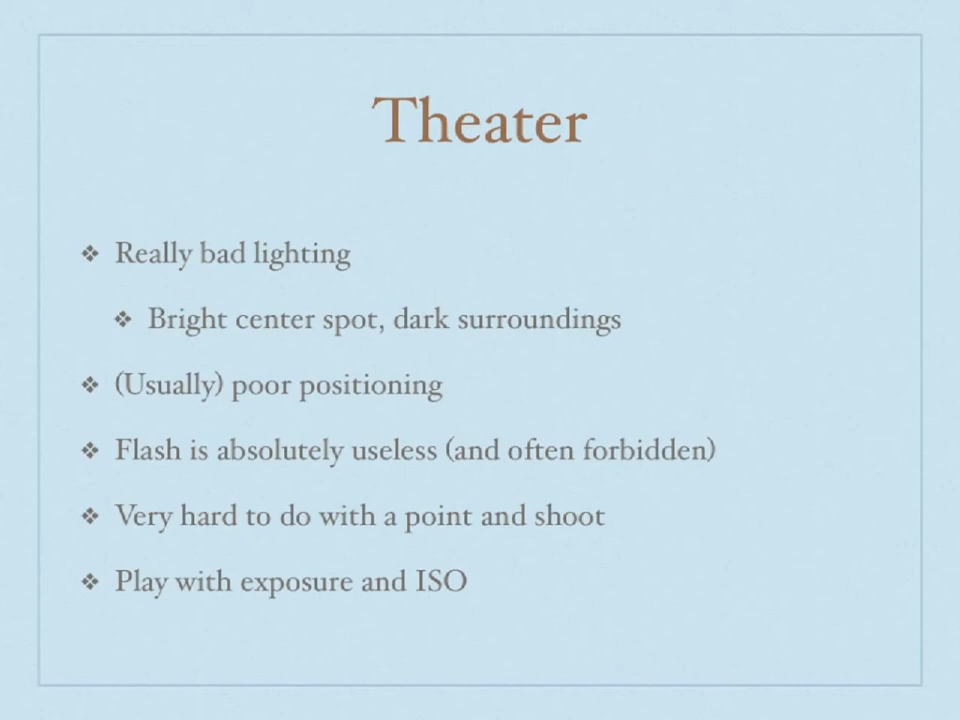 Theater
Really bad lighting
Bright center spot, dark surroundings
(Usually) poor positioning
Flash is absolutely useless (and often forbidden)
Very hard to do with a point and shoot
Play with exposure and ISO